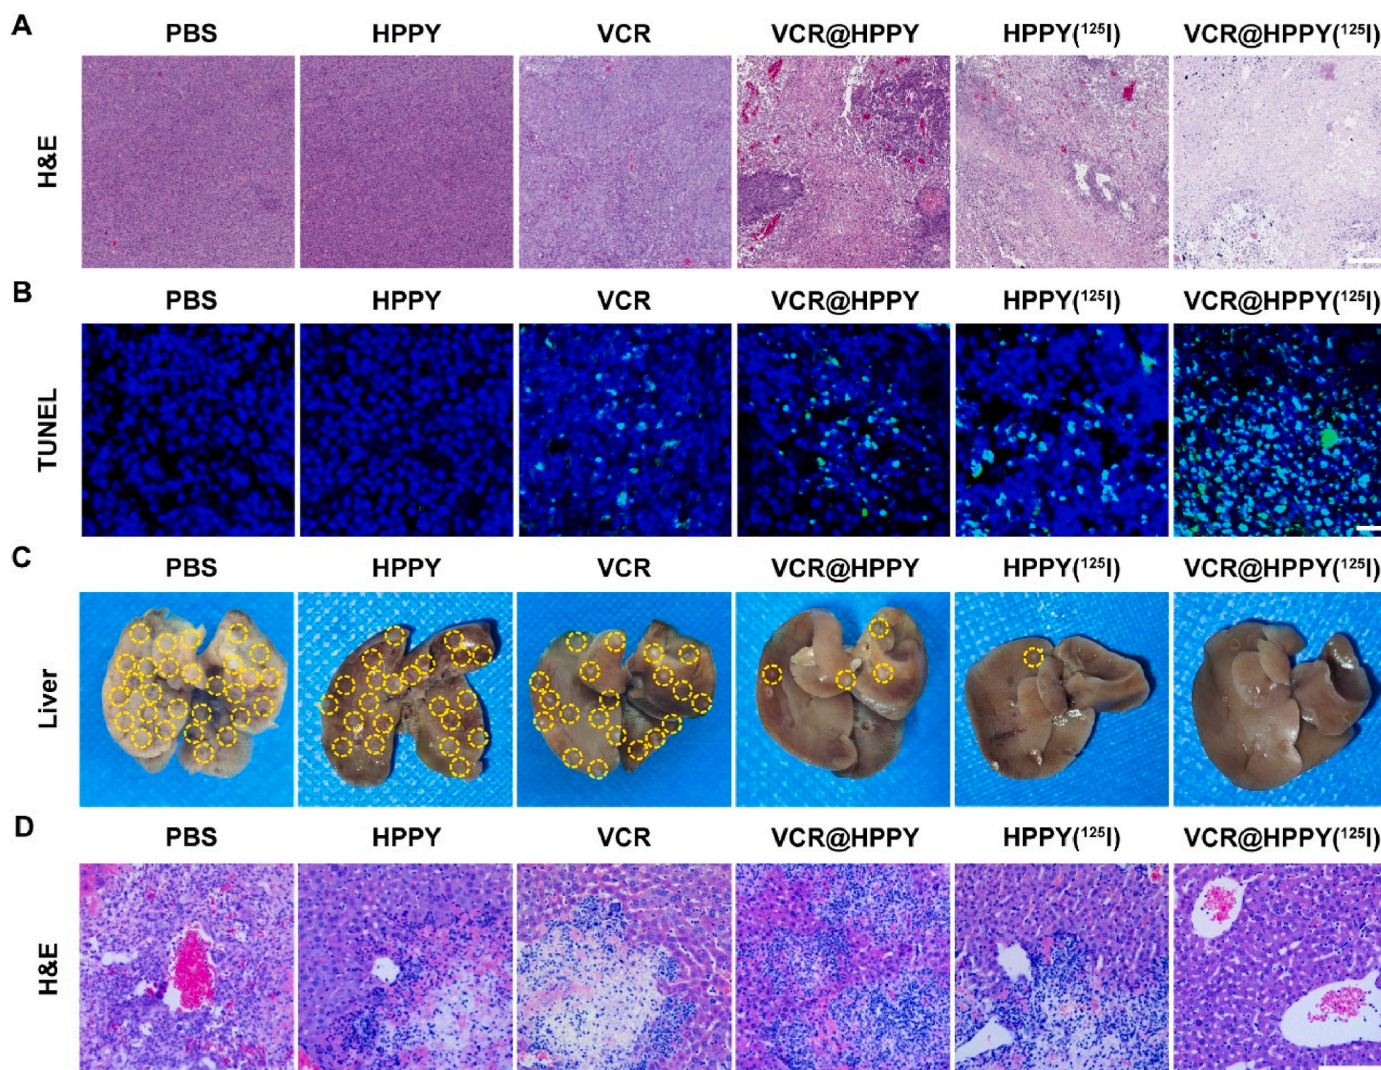 A
PBS HPPY VCR VCR@HPPY HPPY(¹²⁵I) VCR@HPPY(¹²⁵I)
H&E
B
PBS HPPY VCR VCR@HPPY HPPY(¹²⁵I) VCR@HPPY(¹²⁵I)
TUNEL
C
PBS HPPY VCR VCR@HPPY HPPY(¹²⁵I) VCR@HPPY(¹²⁵I)
Liver
D
PBS HPPY VCR VCR@HPPY HPPY(¹²⁵I) VCR@HPPY(¹²⁵I)
H&E